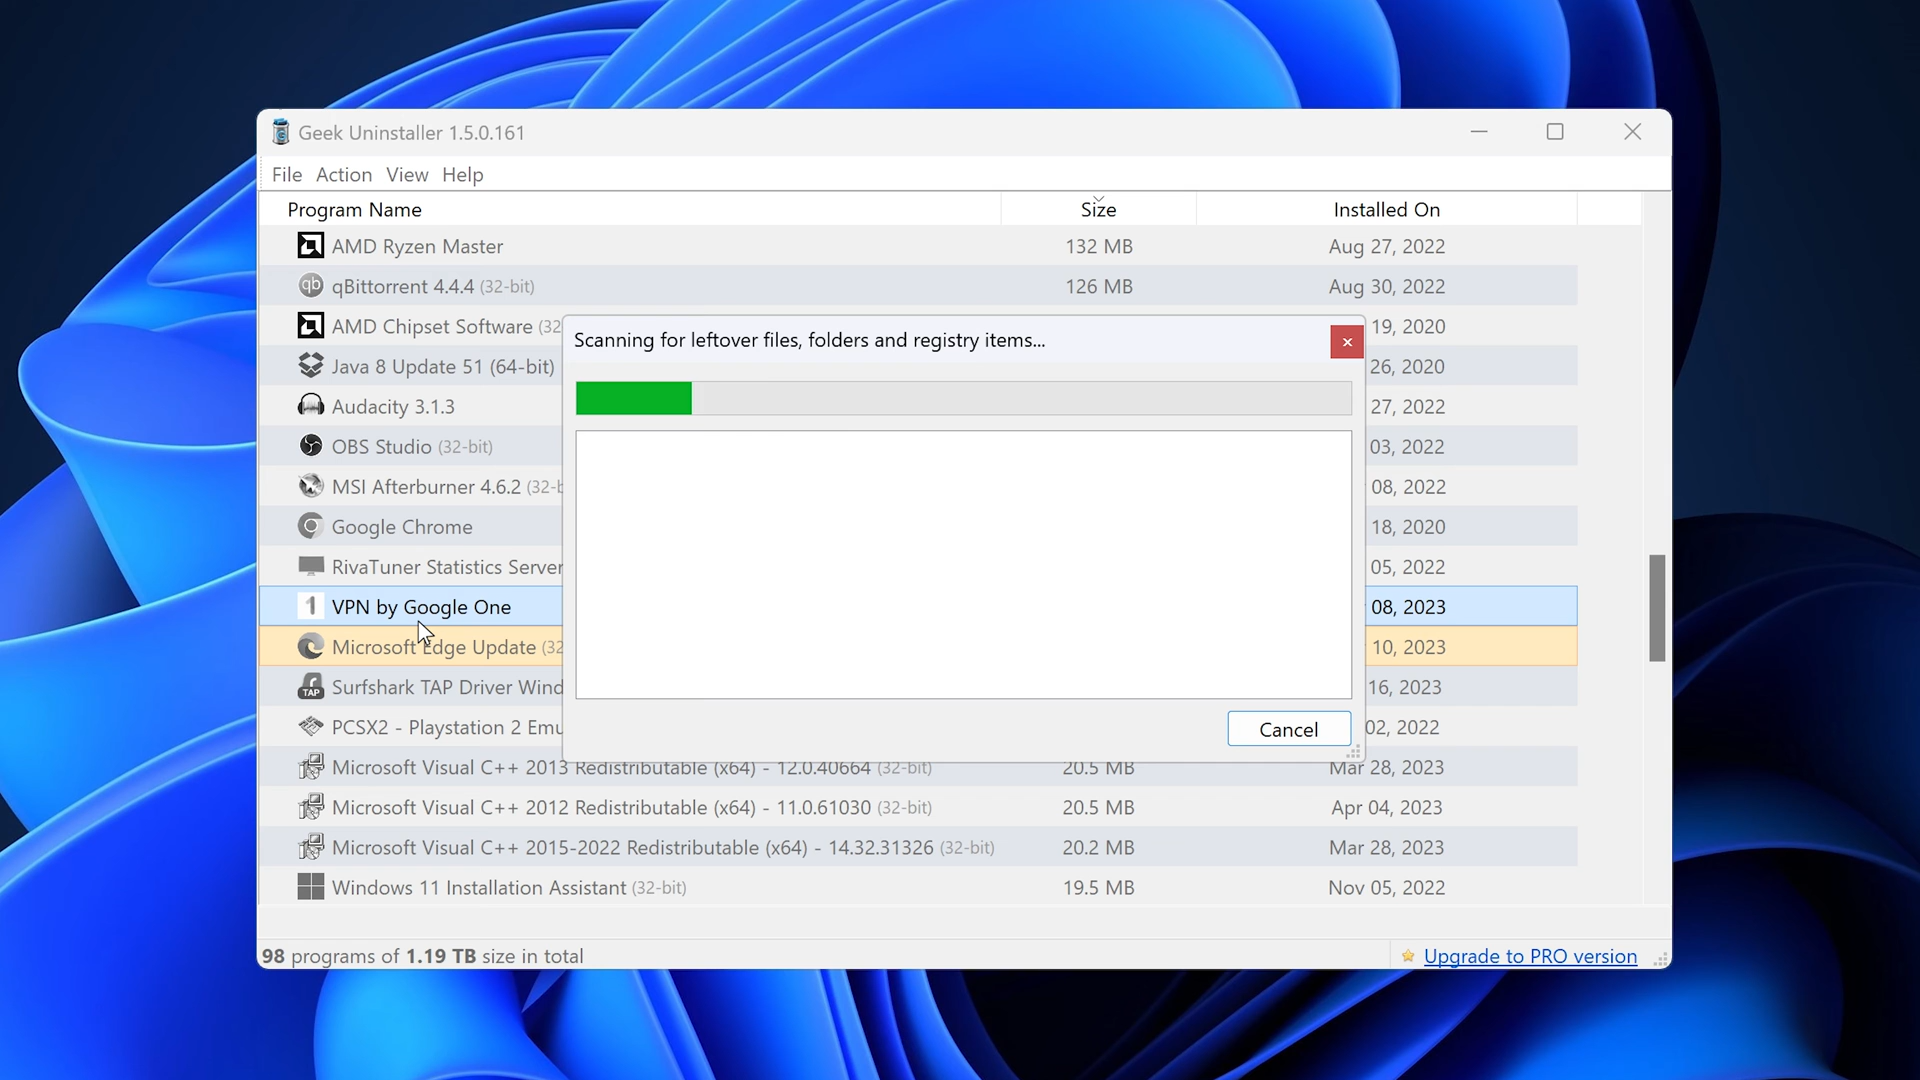 Geek Uninstaller 1.5.0.161
File Action View Help
Program Name Size Installed On
AMD Ryzen Master 132 MB Aug 27, 2022
qb qBittorrent 4.4.4 (32-bit) 126 MB Aug 30, 2022
AMD Chipset Software (32 19, 2020
Scanning for leftover files, folders and registry items...
Java 8 Update 51 (64-bit) 26, 2020
Audacity 3.1.3 27, 2022
OBS Studio (32-bit) 03, 2022
MSI Afterburner 4.6.2 (32-b 08, 2022
Google Chrome 18, 2020
RivaTuner Statistics Server 05, 2022
1 VPN by Google One 08, 2023
Microsoft Edge Update (32 10, 2023
TAP Surfshark TAP Driver Wind 16, 2023
PCSX2 - Playstation 2 Emu 02, 2022
Cancel
Microsoft Visual C++ 2013 Redistributable (x64) - 12.0.40664 (32-bit) 20.5 MB Mar 28, 2023
Microsoft Visual C++ 2012 Redistributable (x64) - 11.0.61030 (32-bit) 20.5 MB Apr 04, 2023
Microsoft Visual C++ 2015-2022 Redistributable (x64) - 14.32.31326 (32-bit) 20.2 MB Mar 28, 2023
Windows 11 Installation Assistant (32-bit) 19.5 MB Nov 05, 2022
98 programs of 1.19 TB size in total
Upgrade to PRO version